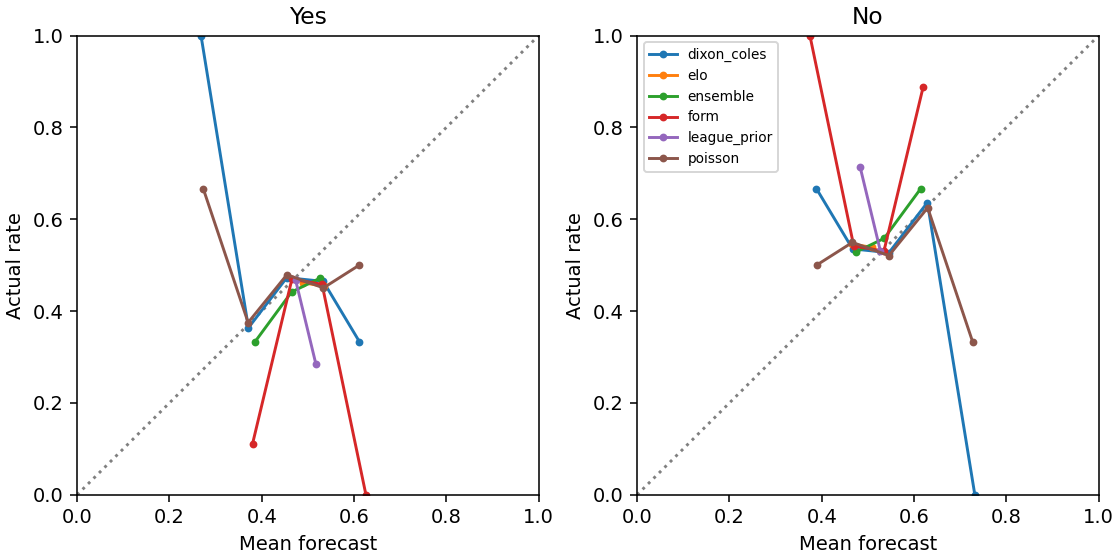 Yes
No
1.0
0.8
0.6
0.4
0.2
0.0
Actual rate
0.0 0.2 0.4 0.6 0.8 1.0
Mean forecast
1.0
0.8
0.6
0.4
0.2
0.0
Actual rate
dixon_coles
elo
ensemble
form
league_prior
poisson
0.0 0.2 0.4 0.6 0.8 1.0
Mean forecast